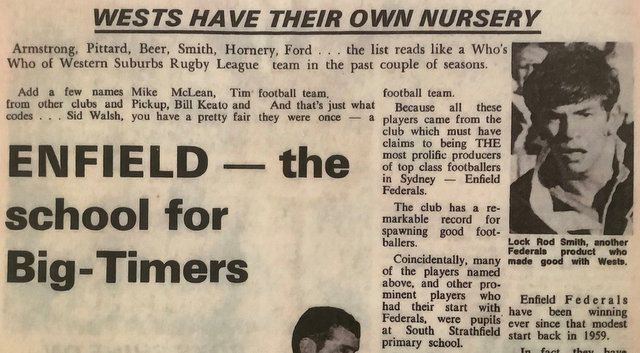 WESTS HAVE THEIR OWN NURSERY
Armstrong, Pittard, Beer, Smith, Hornery, Ford . . . the list reads like a Who's
Who of Western Suburbs Rugby League team in the past couple of seasons.
Add a few names
from other clubs and
codes . . . Sid Walsh,
Mike McLean, Tim
Pickup, Bill Keato and
you have a pretty fair
football team.
And that's just what
they were once — a
ENFIELD — the
school for
Big-Timers
football team.
Because all these
players came from the
club which must have
claims to being THE
most prolific producers
of top class footballers
in Sydney — Enfield
Federals.
The club has a re-
markable record for
spawning good foot-
ballers.
Coincidentally, many
of the players named
above, and other pro-
minent players who
had their start with
Federals, were pupils
at South Strathfield
primary school.
Lock Rod Smith, another
Federals product who
made good with Wests.
Enfield Federals
have been winning
ever since that modest
start back in 1959.
In fact they have